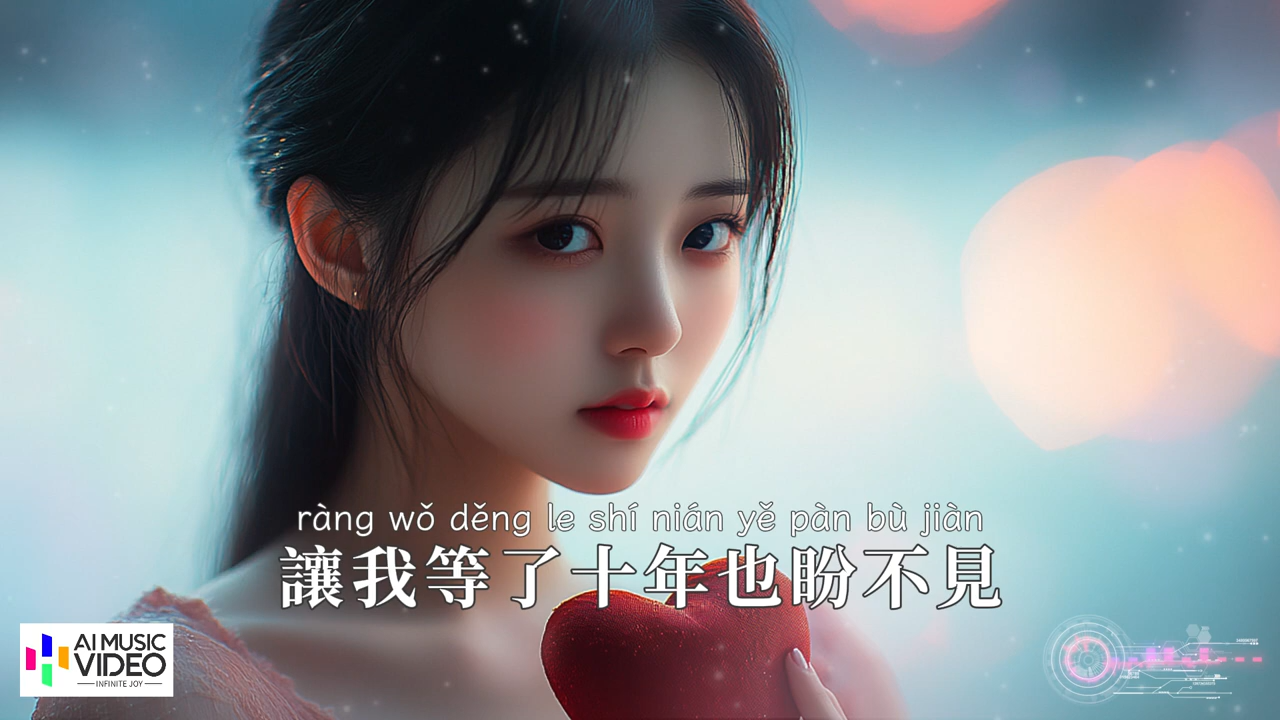 ràng wǒ děng le shí nián yě pàn bù jiàn
讓我等了十年也盼不見
AI MUSIC
VIDEO
INFINITE JOY